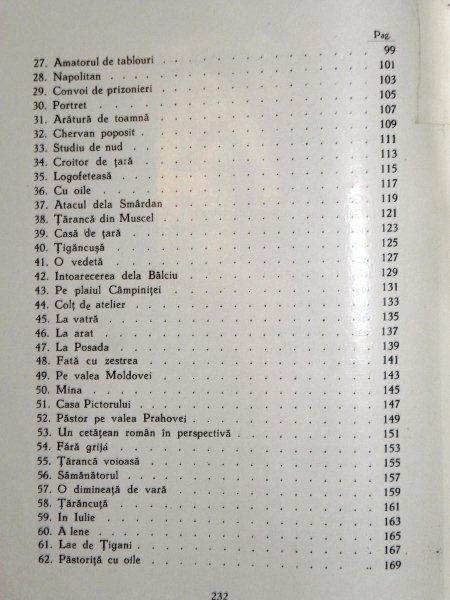 Pag.
27. Amatorul de tablouri . . . . . . . . . . 99
28. Napolitan . . . . . . . . . . 101
29. Convoi de prizonieri . . . . . . . . . . 103
30. Portret . . . . . . . . . . 105
31. Arătură de toamnă . . . . . . . . . . 107
32. Chervan poposit . . . . . . . . . . 109
33. Studiu de nud . . . . . . . . . . 111
34. Croitor de țară . . . . . . . . . . 113
35. Logofeteasă . . . . . . . . . . 115
36. Cu oile . . . . . . . . . . 117
37. Atacul dela Smârdan . . . . . . . . . . 119
38. Țărancă din Muscel . . . . . . . . . . 121
39. Casă de țară . . . . . . . . . . 123
40. Țigăncușă . . . . . . . . . . 125
41. O vedetă . . . . . . . . . . 127
42. Intoarecerea dela Bâlciu . . . . . . . . . . 129
43. Pe plaiul Câmpiniței . . . . . . . . . . 131
44. Colț de atelier . . . . . . . . . . 133
45. La vatră . . . . . . . . . . 135
46. La arat . . . . . . . . . . 137
47. La Posada . . . . . . . . . . 139
48. Fată cu zestrea . . . . . . . . . . 141
49. Pe valea Moldovei . . . . . . . . . . 143
50. Mina . . . . . . . . . . 145
51. Casa Pictorului . . . . . . . . . . 147
52. Păstor pe valea Prahovei . . . . . . . . . . 149
53. Un cetățean român în perspectivă . . . . . . . . . . 151
54. Fără grijă . . . . . . . . . . 153
55. Țărancă voioasă . . . . . . . . . . 155
56. Sămănătorul . . . . . . . . . . 157
57. O dimineață de vară . . . . . . . . . . 159
58. Țărăncuță . . . . . . . . . . 161
59. In Iulie . . . . . . . . . . 163
60. A lene . . . . . . . . . . 165
61. Lae de Țigani . . . . . . . . . . 167
62. Păstoriță cu oile . . . . . . . . . . 169
232